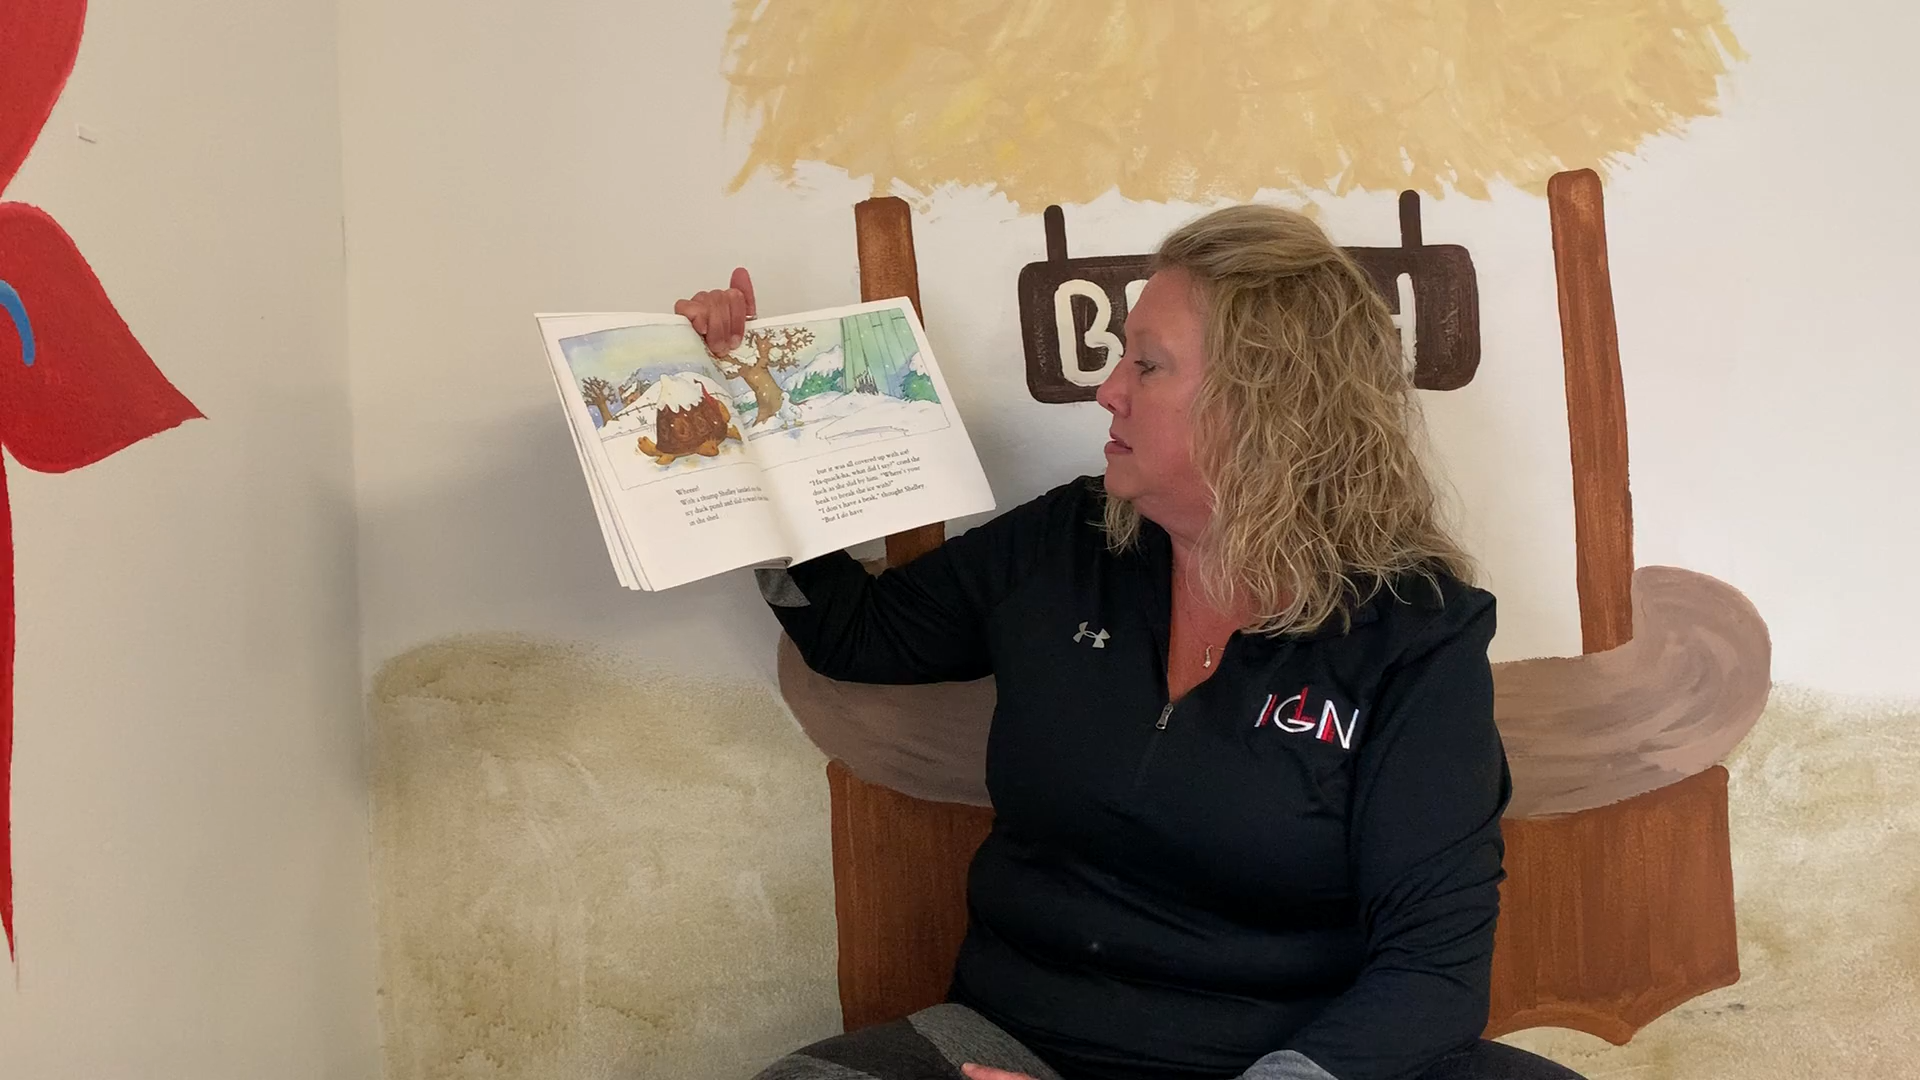 B H
Wheeee!
With a thump Shelley landed on the
icy duck pond and slid toward the
in the shed.
but it was all covered up with ice!
"Ha-quack-ha, what did I say?" cried the
duck as she slid by him. "Where's your
beak to break the ice with?"
"I don't have a beak," thought Shelley.
"But I do have
IGN